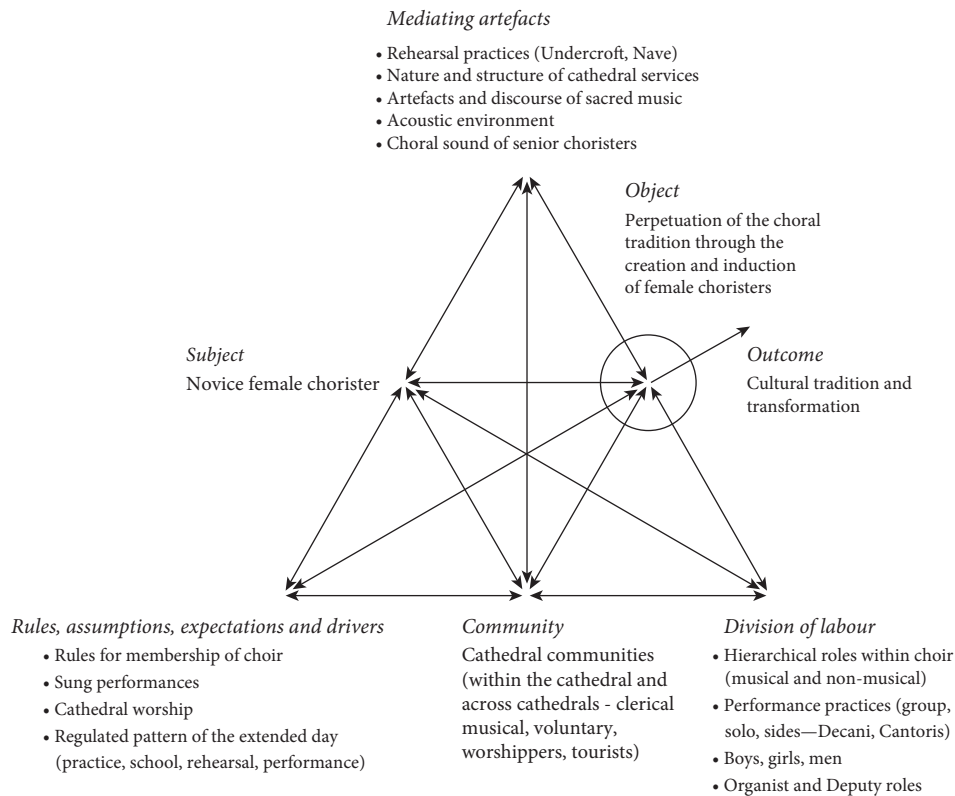 Mediating artefacts
• Rehearsal practices (Undercroft, Nave)
• Nature and structure of cathedral services
• Artefacts and discourse of sacred music
• Acoustic environment
• Choral sound of senior choristers
Object
Perpetuation of the choral
tradition through the
creation and induction
of female choristers
Subject
Novice female chorister
Outcome
Cultural tradition and
transformation
Rules, assumptions, expectations and drivers
• Rules for membership of choir
• Sung performances
• Cathedral worship
• Regulated pattern of the extended day
(practice, school, rehearsal, performance)
Community
Cathedral communities
(within the cathedral and
across cathedrals - clerical
musical, voluntary,
worshippers, tourists)
Division of labour
• Hierarchical roles within choir
(musical and non-musical)
• Performance practices (group,
solo, sides—Decani, Cantoris)
• Boys, girls, men
• Organist and Deputy roles